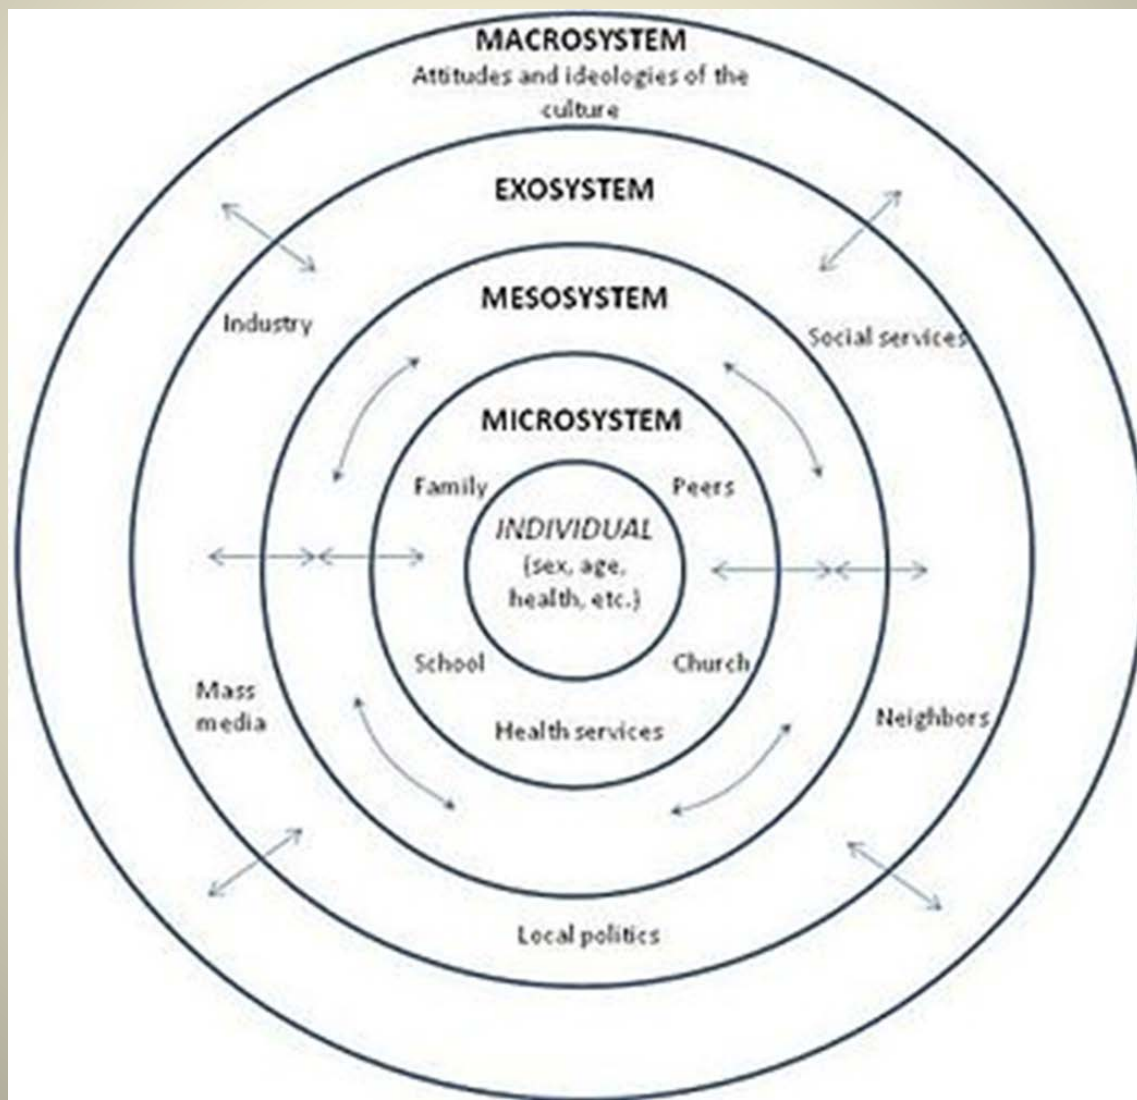 MACROSYSTEM
Attitudes and ideologies of the
culture
EXOSYSTEM
MESOSYSTEM
Industry
Social services
MICROSYSTEM
Family
Peers
INDIVIDUAL
(sex, age,
health, etc.)
School
Church
Mass
media
Neighbors
Health services
Local politics